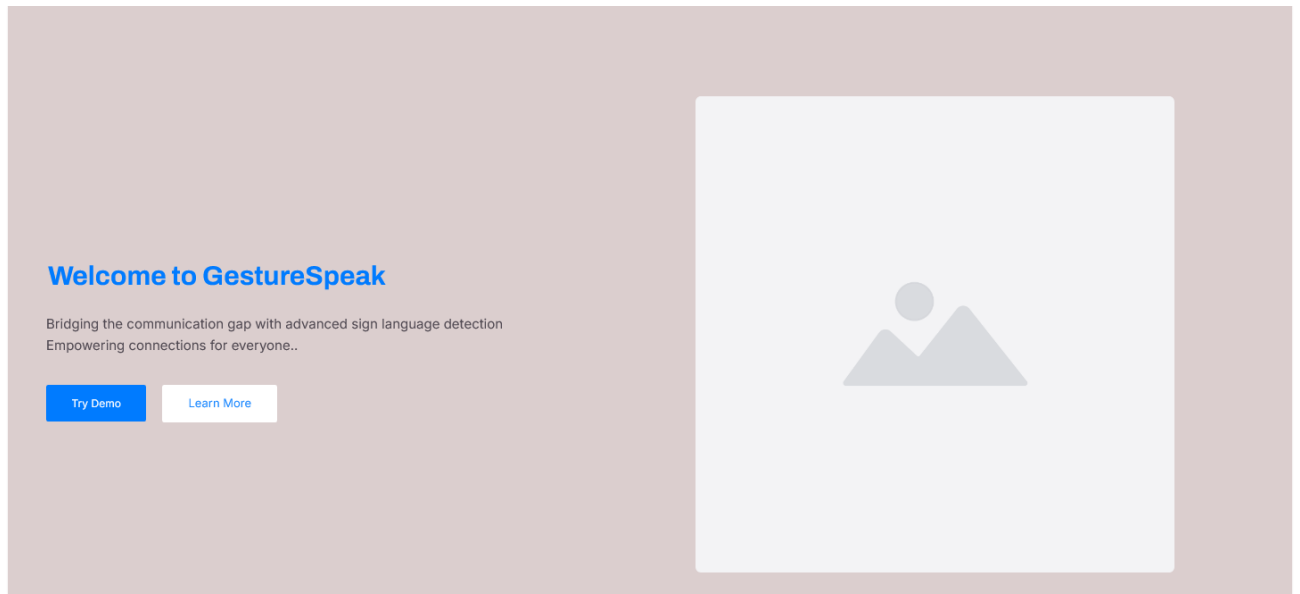 Welcome to GestureSpeak
Bridging the communication gap with advanced sign language detection
Empowering connections for everyone..
Try Demo
Learn More